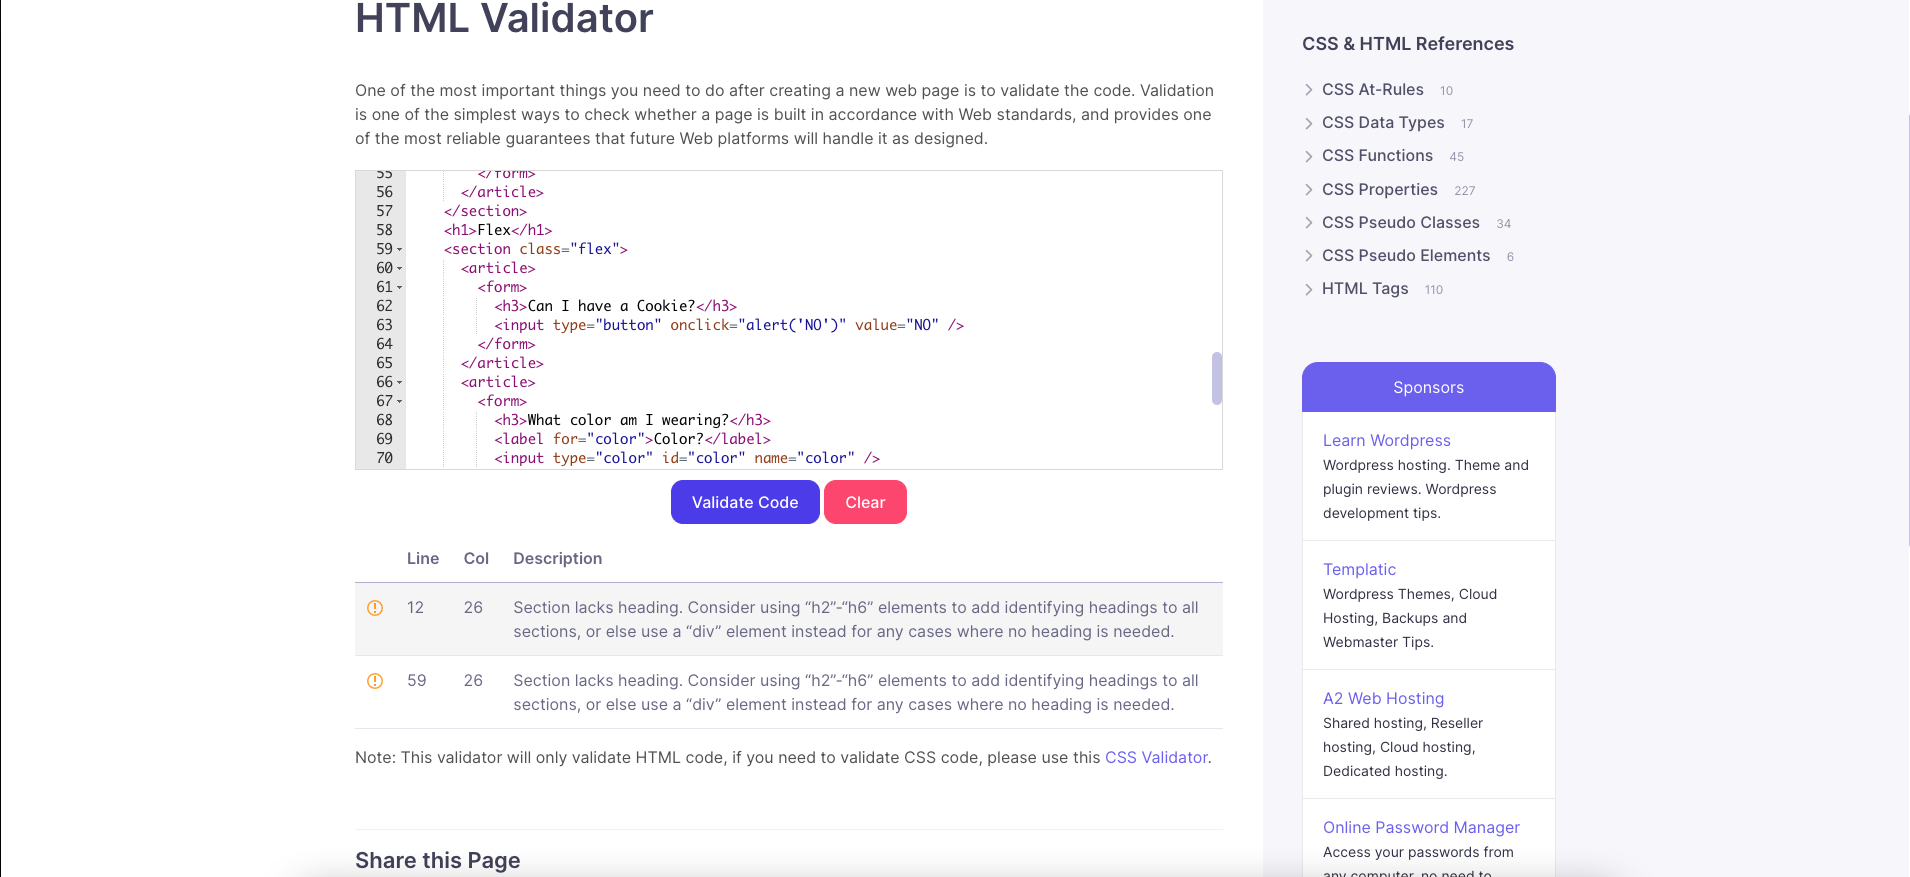 HTML Validator
One of the most important things you need to do after creating a new web page is to validate the code. Validation
is one of the simplest ways to check whether a page is built in accordance with Web standards, and provides one
of the most reliable guarantees that future Web platforms will handle it as designed.
55 </form>
56 </article>
57 </section>
58 <h1>Flex</h1>
59 <section class="flex">
60 <article>
61 <form>
62 <h3>Can I have a Cookie?</h3>
63 <input type="button" onclick="alert('NO')" value="NO" />
64 </form>
65 </article>
66 <article>
67 <form>
68 <h3>What color am I wearing?</h3>
69 <label for="color">Color?</label>
70 <input type="color" id="color" name="color" />
Validate Code Clear
Line Col Description
12 26 Section lacks heading. Consider using “h2”-“h6” elements to add identifying headings to all
sections, or else use a “div” element instead for any cases where no heading is needed.
59 26 Section lacks heading. Consider using “h2”-“h6” elements to add identifying headings to all
sections, or else use a “div” element instead for any cases where no heading is needed.
Note: This validator will only validate HTML code, if you need to validate CSS code, please use this CSS Validator.
Share this Page
CSS & HTML References
CSS At-Rules 10
CSS Data Types 17
CSS Functions 45
CSS Properties 227
CSS Pseudo Classes 34
CSS Pseudo Elements 6
HTML Tags 110
Sponsors
Learn Wordpress
Wordpress hosting. Theme and
plugin reviews. Wordpress
development tips.
Templatic
Wordpress Themes, Cloud
Hosting, Backups and
Webmaster Tips.
A2 Web Hosting
Shared hosting, Reseller
hosting, Cloud hosting,
Dedicated hosting.
Online Password Manager
Access your passwords from
any computer, no need to